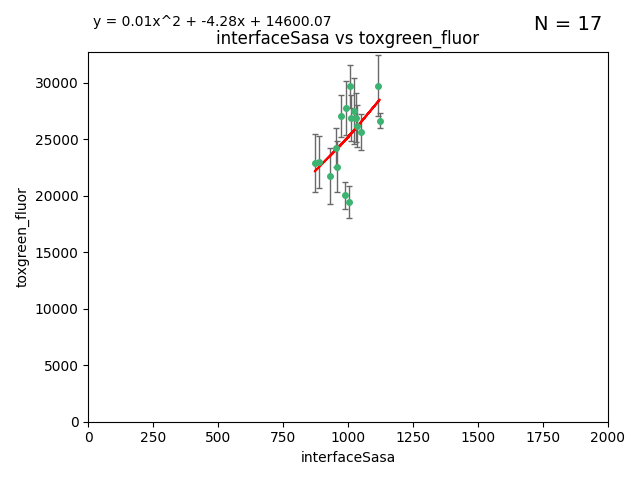 y = 0.01x^2 + -4.28x + 14600.07
N = 17
interfaceSasa vs toxgreen_fluor
30000
25000
20000
15000
10000
5000
0
toxgreen_fluor
0 250 500 750 1000 1250 1500 1750 2000
interfaceSasa